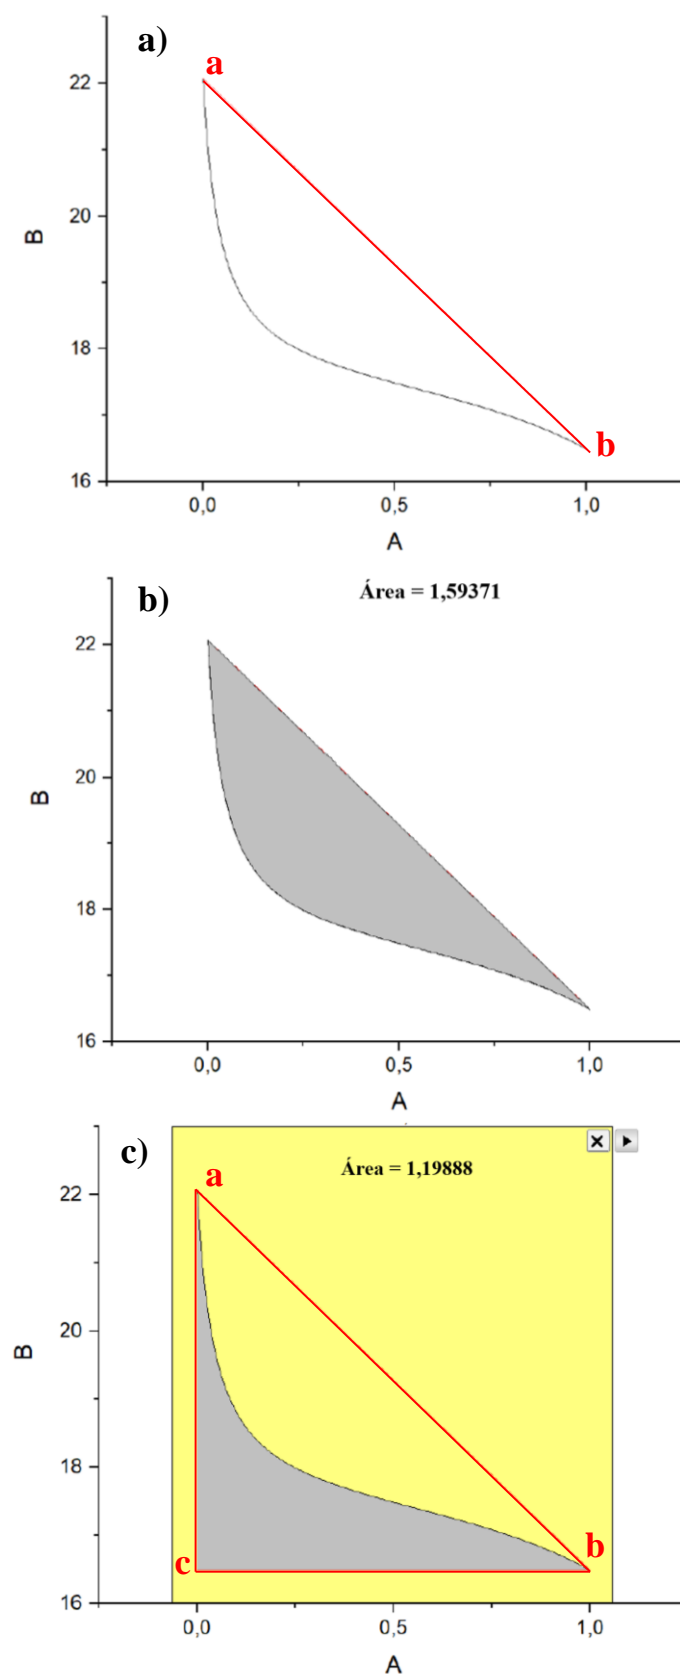 a)
a
22
20
B
18
b
16
0,0 0,5 1,0
A
b)
Área = 1,59371
22
20
B
18
16
0,0 0,5 1,0
A
c)
Área = 1,19888
a
22
20
B
18
b
c
16
0,0 0,5 1,0
A